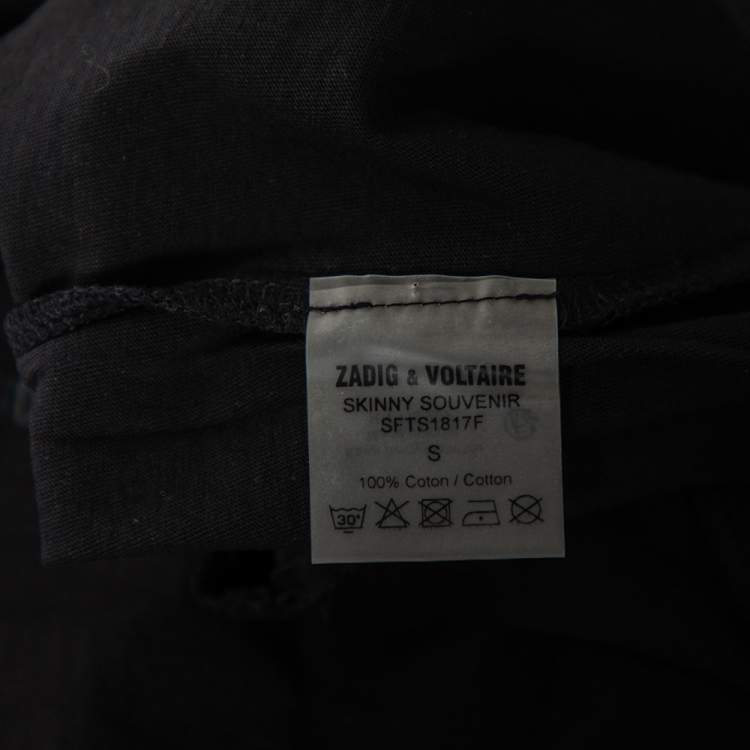 ZADIG & VOLTAIRE
SKINNY SOUVENIR
SFTS1817F
S
100% Coton / Cotton
30°